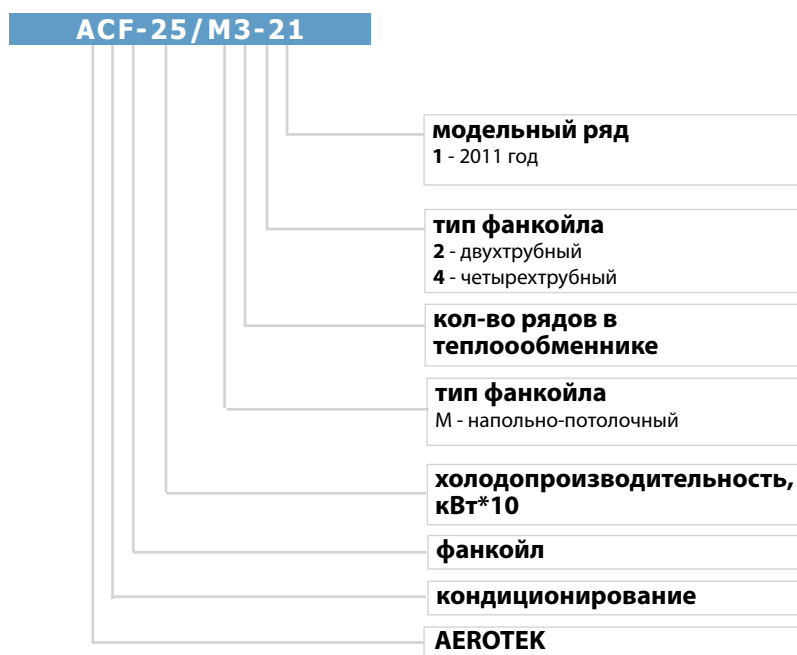 ACF-25/M3-21
модельный ряд
1 - 2011 год
тип фанкойла
2 - двухтрубный
4 - четырехтрубный
кол-во рядов в
теплоообменнике
тип фанкойла
М - напольно-потолочный
холодопроизводительность,
кВт*10
фанкойл
кондиционирование
AEROTEK